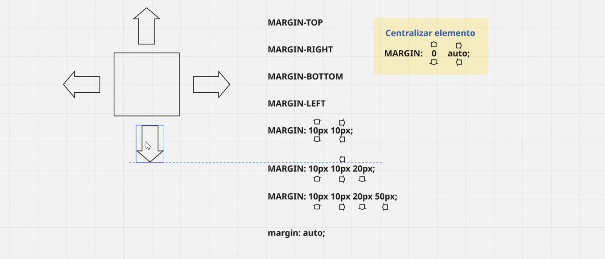 MARGIN-TOP
MARGIN-RIGHT
MARGIN-BOTTOM
MARGIN-LEFT
MARGIN: 10px 10px;
MARGIN: 10px 10px 20px;
MARGIN: 10px 10px 20px 50px;
margin: auto;
Centralizar elemento
MARGIN: 0 auto;